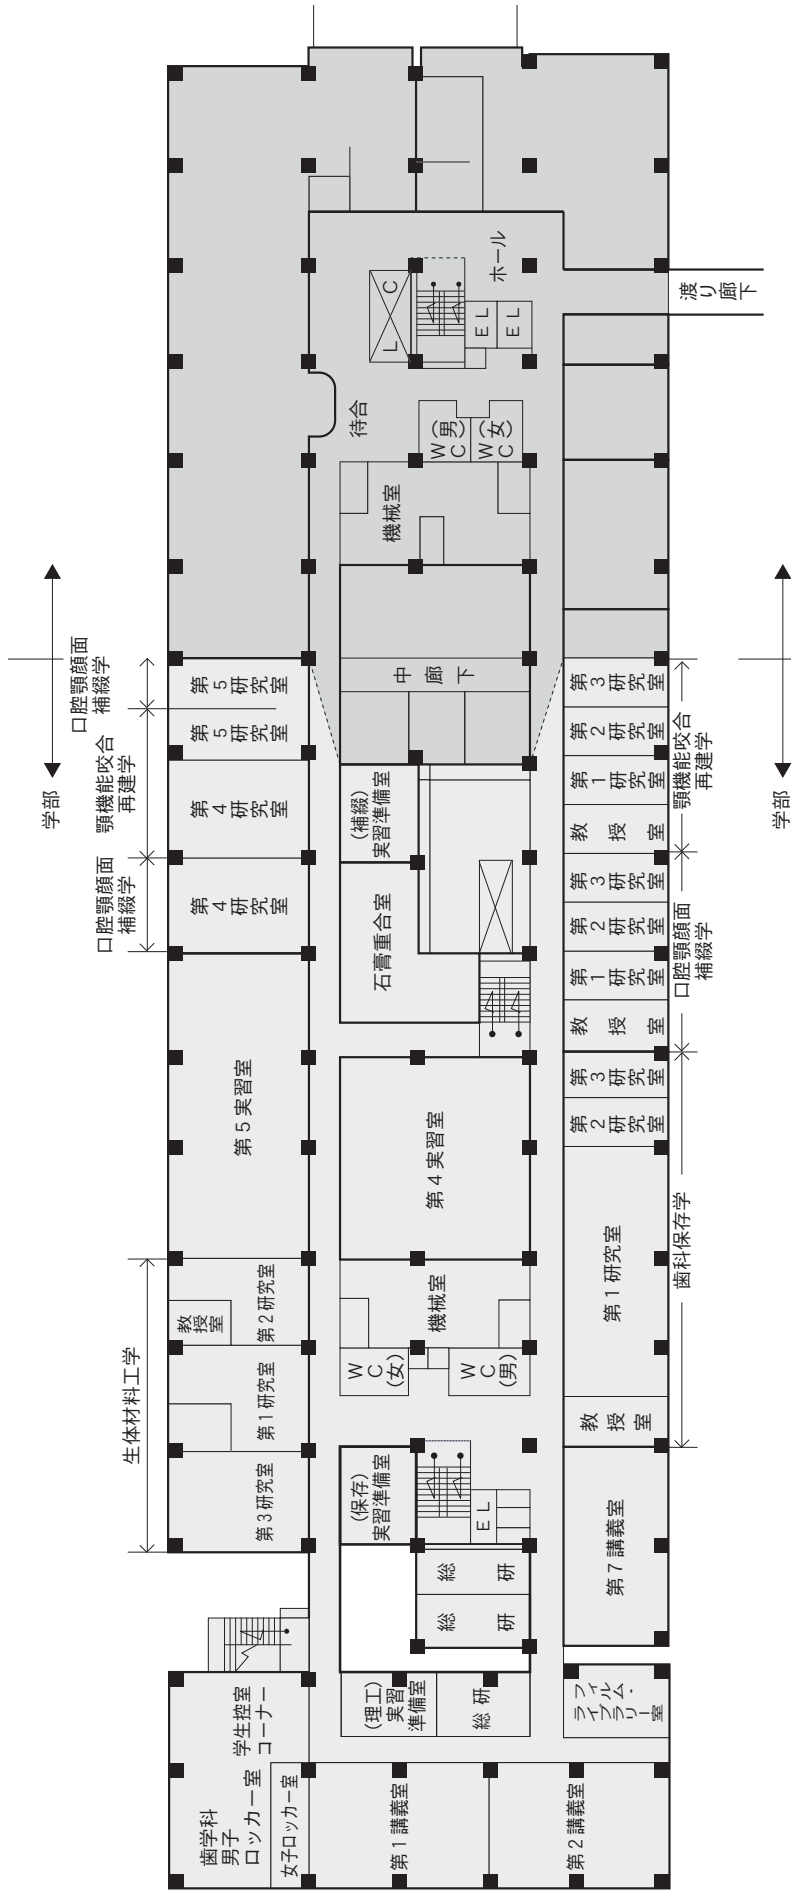 ホール
L C
EL
EL
渡り廊下
待合
WC(男)
WC(女)
機械室
中廊下
学部
口腔顎顔面
補綴学
顎機能咬合
再建学
口腔顎顔面
補綴学
第5研究室
第5研究室
第4研究室
第4研究室
(補綴)
実習準備室
石膏重合室
第3研究室
第2研究室
第1研究室
教授室
第3研究室
第2研究室
第1研究室
教授室
第3研究室
第2研究室
学部
顎機能咬合
再建学
口腔顎顔面
補綴学
歯科保存学
第5実習室
第4実習室
第1研究室
教授室
生体材料工学
教授室
第2研究室
第1研究室
第3研究室
機械室
WC(女)
WC(男)
(保存)
実習準備室
EL
総研
総研
第7講義室
学生控室
コーナー
(理工)
実習
準備室
総研
フィルム・
ライブラリー室
歯学科
男子
ロッカー室
女子ロッカー室
第1講義室
第2講義室